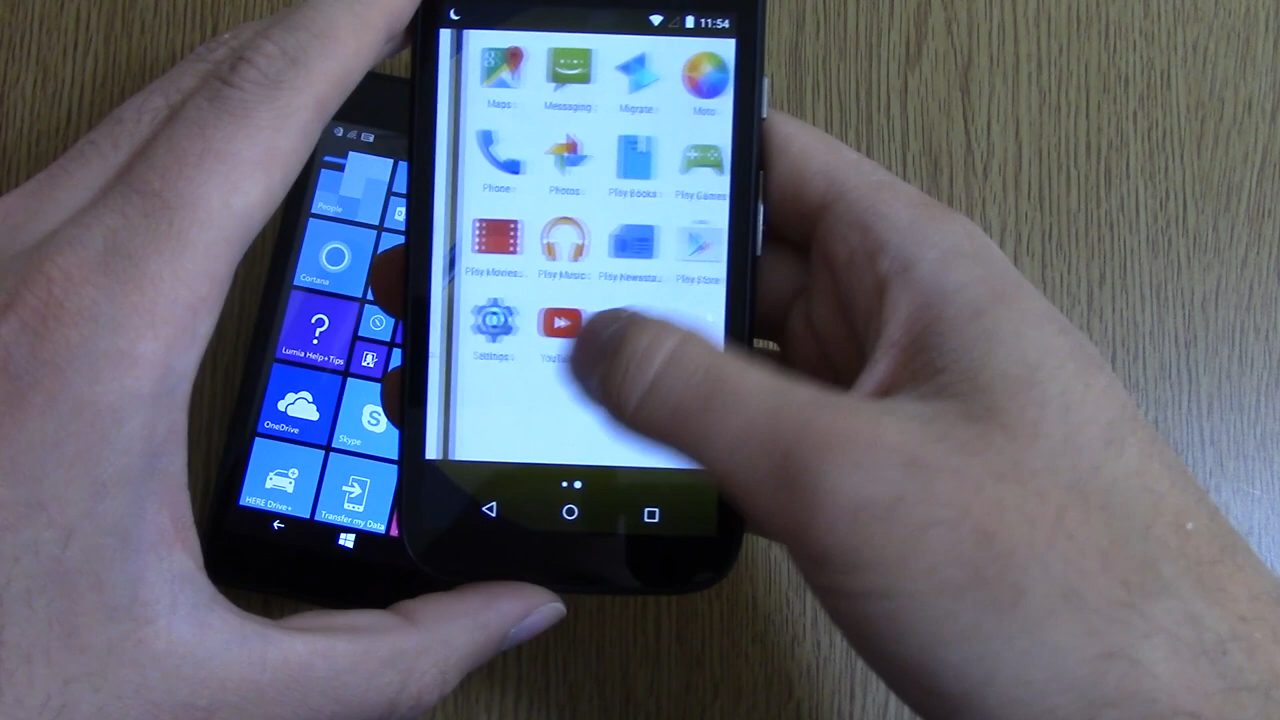 11:54
Maps
Messaging
Migrate
Moto
Phone
Photos
Play Books
Play Games
Play Movies...
Play Music
Play Newssta...
Play Store
Settings
People
Cortana
?
Lumia Help+Tips
OneDrive
S
Skype
HERE Drive+
Transfer my Data